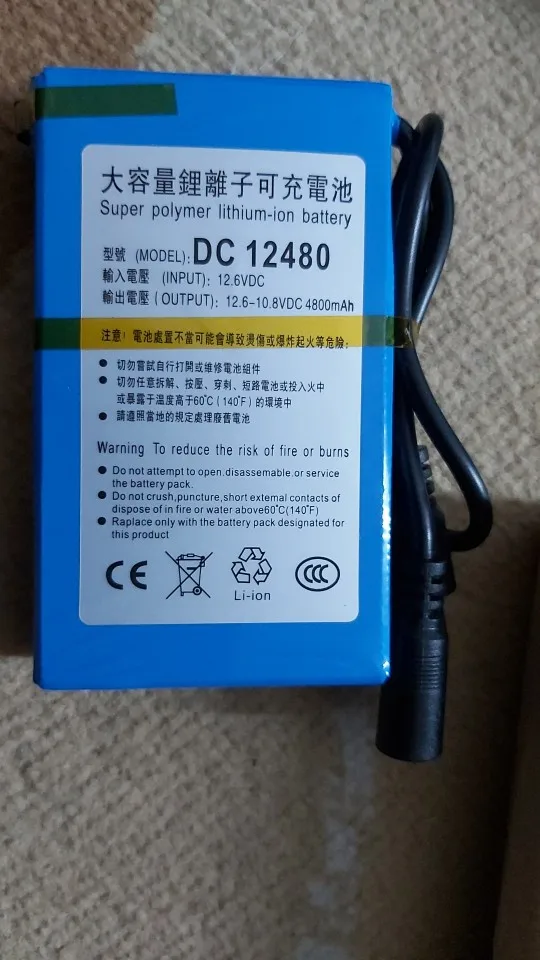 大容量鋰離子可充電池
Super polymer lithium-ion battery
型號 (MODEL): DC 12480
輸入電壓 (INPUT): 12.6VDC
輸出電壓 (OUTPUT): 12.6-10.8VDC 4800mAh
注意! 電池處置不當可能會導致燙傷或爆炸起火等危險:
● 切勿嘗試自行打開或維修電池組件
● 切勿任意拆解、按壓、穿刺、短路電池或投入火中
或暴露于溫度高于60℃ (140℉) 的環境中
● 請遵照當地的規定處理廢舊電池
Warning To reduce the risk of fire or burns
● Do not attempt to open.disassemable.or service
the battery pack.
● Do not crush,puncture,short extemal contacts of
dispose of in fire or water above60℃(140℉)
● Raplace only with the battery pack designated for
this product
CE
Li-ion
CCC